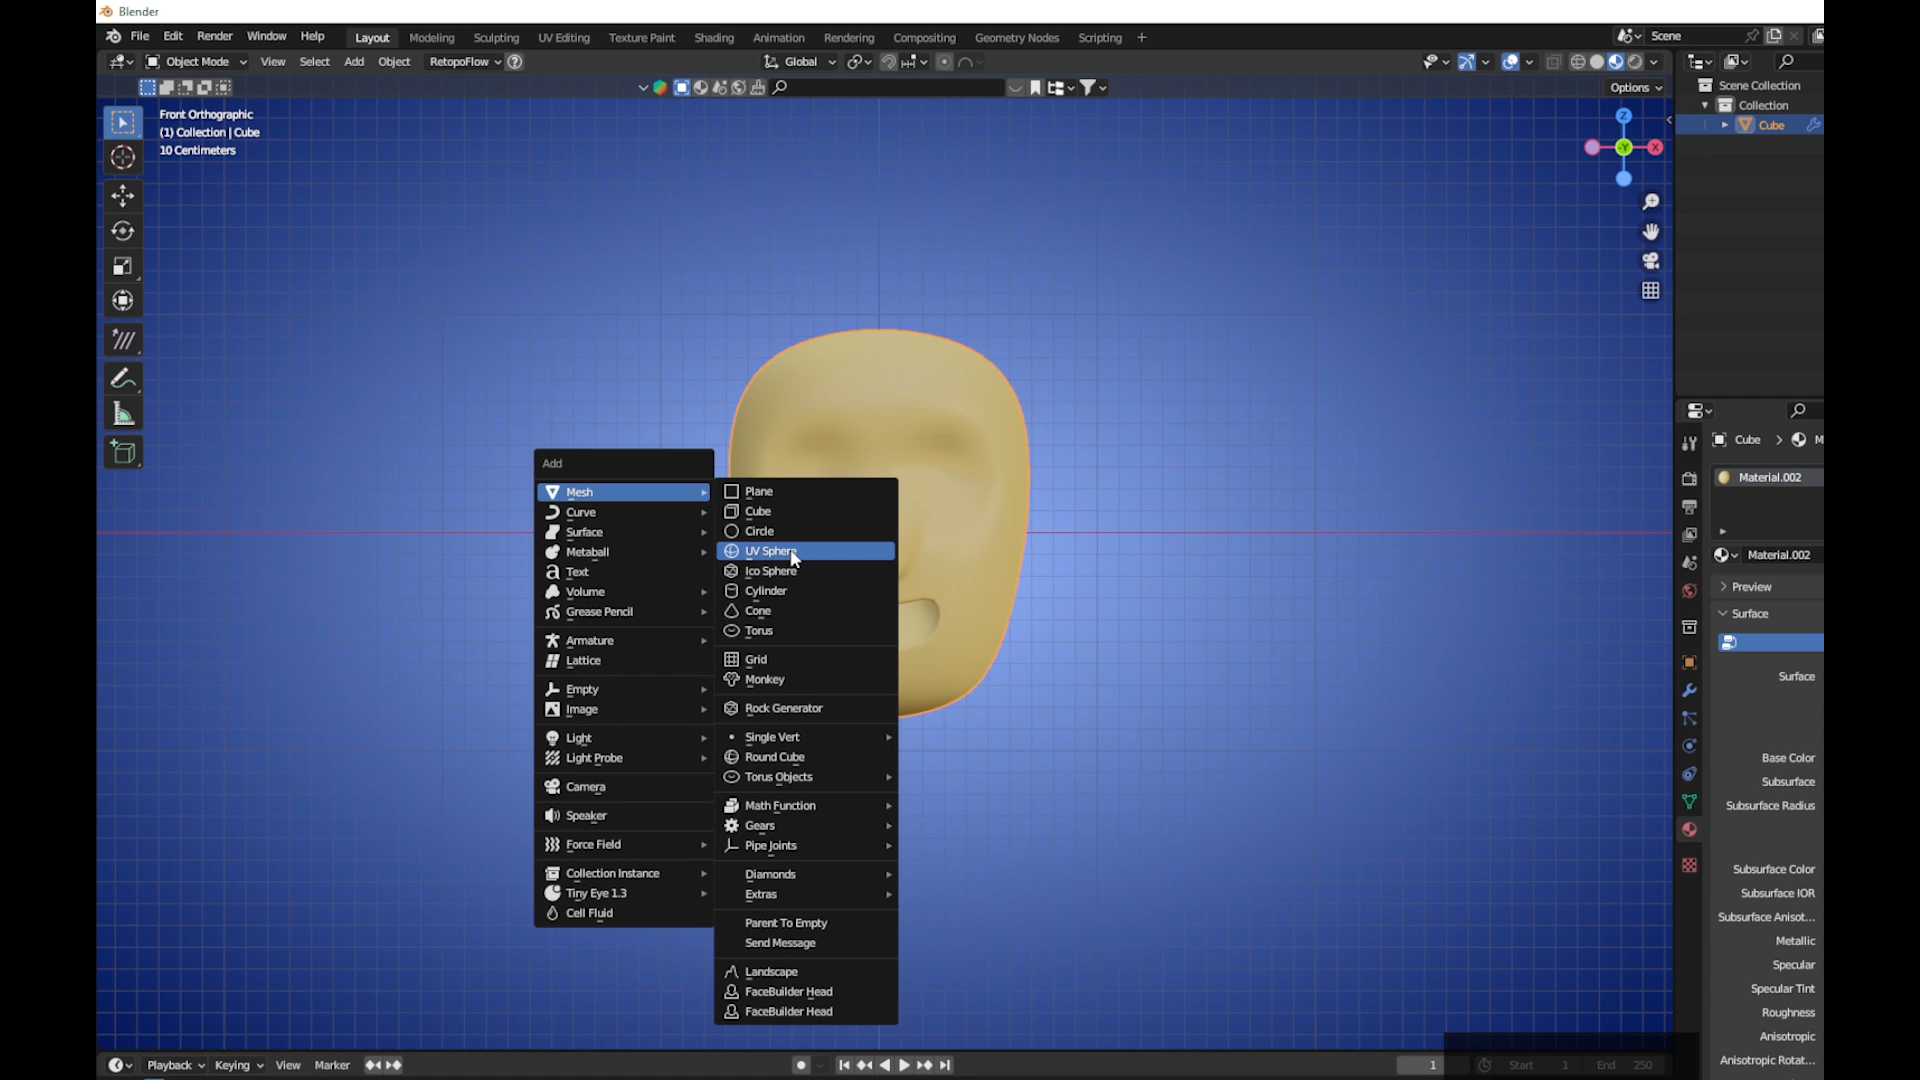 Blender
File Edit Render Window Help Layout Modeling Sculpting UV Editing Texture Paint Shading Animation Rendering Compositing Geometry Nodes Scripting + Scene
Object Mode View Select Add Object RetopoFlow Global
Options
Front Orthographic
(1) Collection | Cube
10 Centimeters
Z
-Y
X
Scene Collection
Collection
Cube
Add
Mesh
Curve
Surface
Metaball
Text
Volume
Grease Pencil
Armature
Lattice
Empty
Image
Light
Light Probe
Camera
Speaker
Force Field
Collection Instance
Tiny Eye 1.3
Cell Fluid
Plane
Cube
Circle
UV Sphere
Ico Sphere
Cylinder
Cone
Torus
Grid
Monkey
Rock Generator
Single Vert
Round Cube
Torus Objects
Math Function
Gears
Pipe Joints
Diamonds
Extras
Parent To Empty
Send Message
Landscape
FaceBuilder Head
FaceBuilder Head
Cube > M
Material.002
Material.002
Preview
Surface
Surface
Base Color
Subsurface
Subsurface Radius
Subsurface Color
Subsurface IOR
Subsurface Anisot...
Metallic
Specular
Specular Tint
Roughness
Anisotropic
Anisotropic Rotat...
Playback Keying View Marker 1 Start 1 End 250